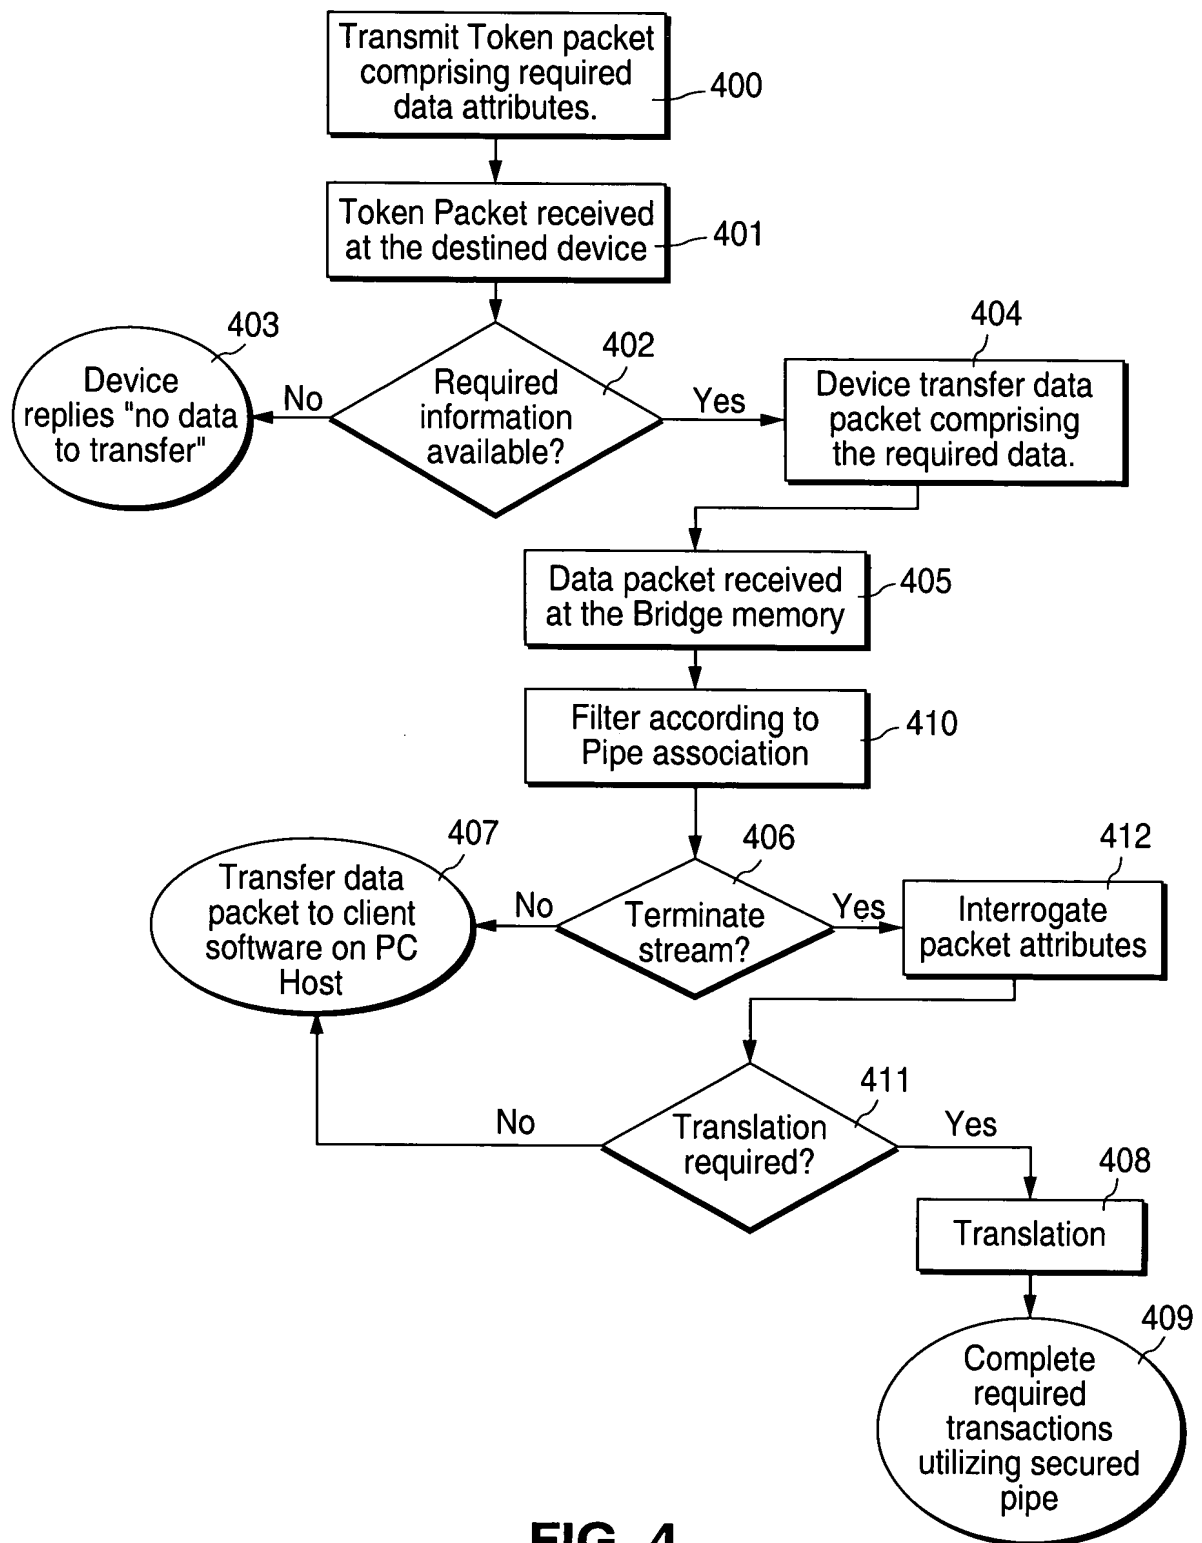 Transmit Token packet
comprising required
data attributes.
400
Token Packet received
at the destined device
401
403
Device
replies "no data
to transfer"
No
402
Required
information
available?
Yes
404
Device transfer data
packet comprising
the required data.
Data packet received
at the Bridge memory
405
Filter according to
Pipe association
410
407
Transfer data
packet to client
software on PC
Host
No
406
Terminate
stream?
Yes
412
Interrogate
packet attributes
No
411
Translation
required?
Yes
408
Translation
409
Complete
required
transactions
utilizing secured
pipe
FIG. 4